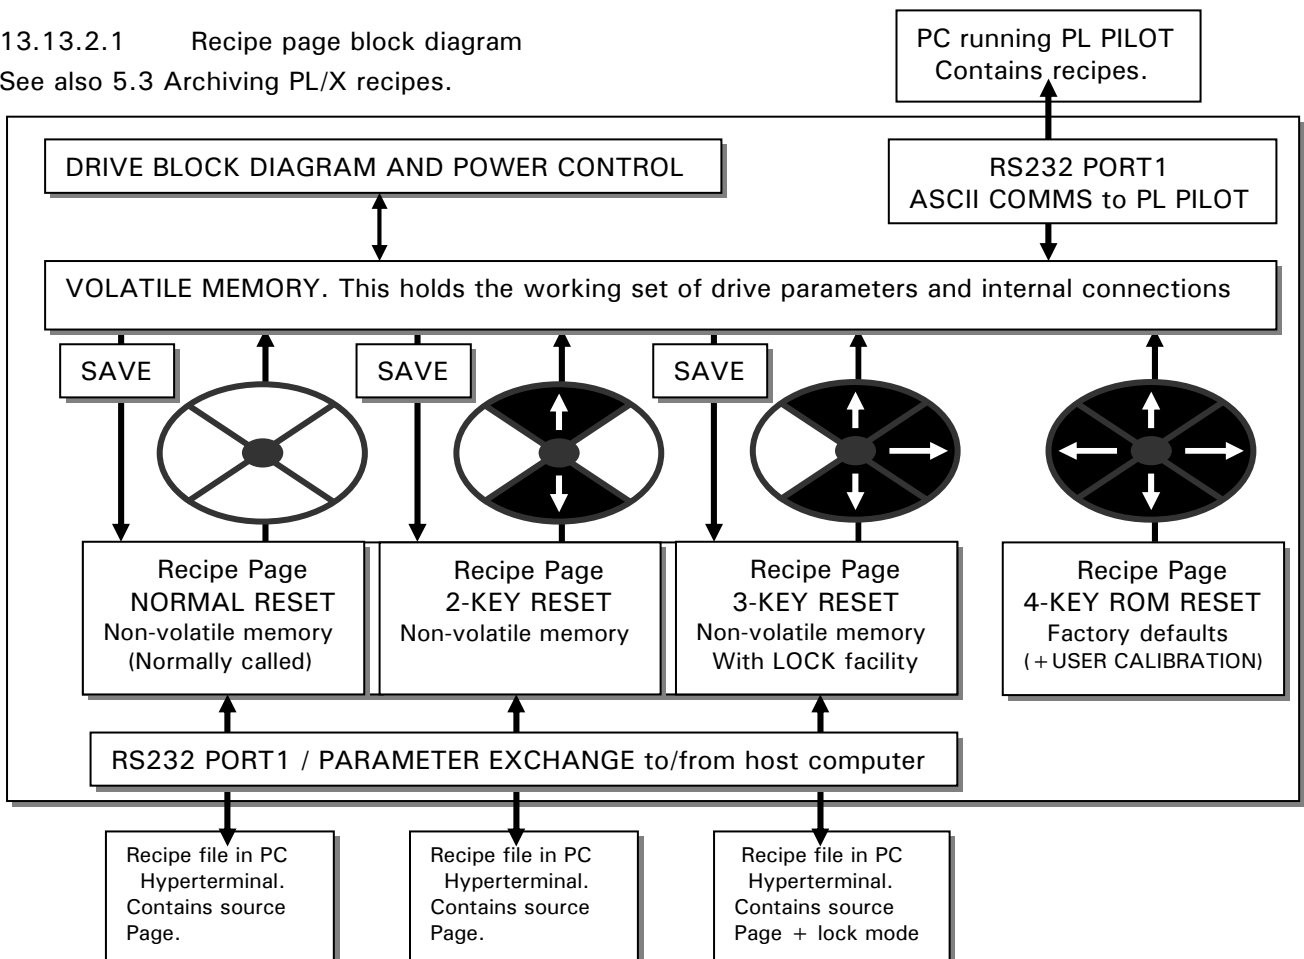 13.13.2.1 Recipe page block diagram
See also 5.3 Archiving PL/X recipes.
PC running PL PILOT
Contains recipes.
DRIVE BLOCK DIAGRAM AND POWER CONTROL
RS232 PORT1
ASCII COMMS to PL PILOT
VOLATILE MEMORY. This holds the working set of drive parameters and internal connections
SAVE
SAVE
SAVE
Recipe Page
NORMAL RESET
Non-volatile memory
(Normally called)
Recipe Page
2-KEY RESET
Non-volatile memory
Recipe Page
3-KEY RESET
Non-volatile memory
With LOCK facility
Recipe Page
4-KEY ROM RESET
Factory defaults
(+USER CALIBRATION)
RS232 PORT1 / PARAMETER EXCHANGE to/from host computer
Recipe file in PC
Hyperterminal.
Contains source
Page.
Recipe file in PC
Hyperterminal.
Contains source
Page.
Recipe file in PC
Hyperterminal.
Contains source
Page + lock mode